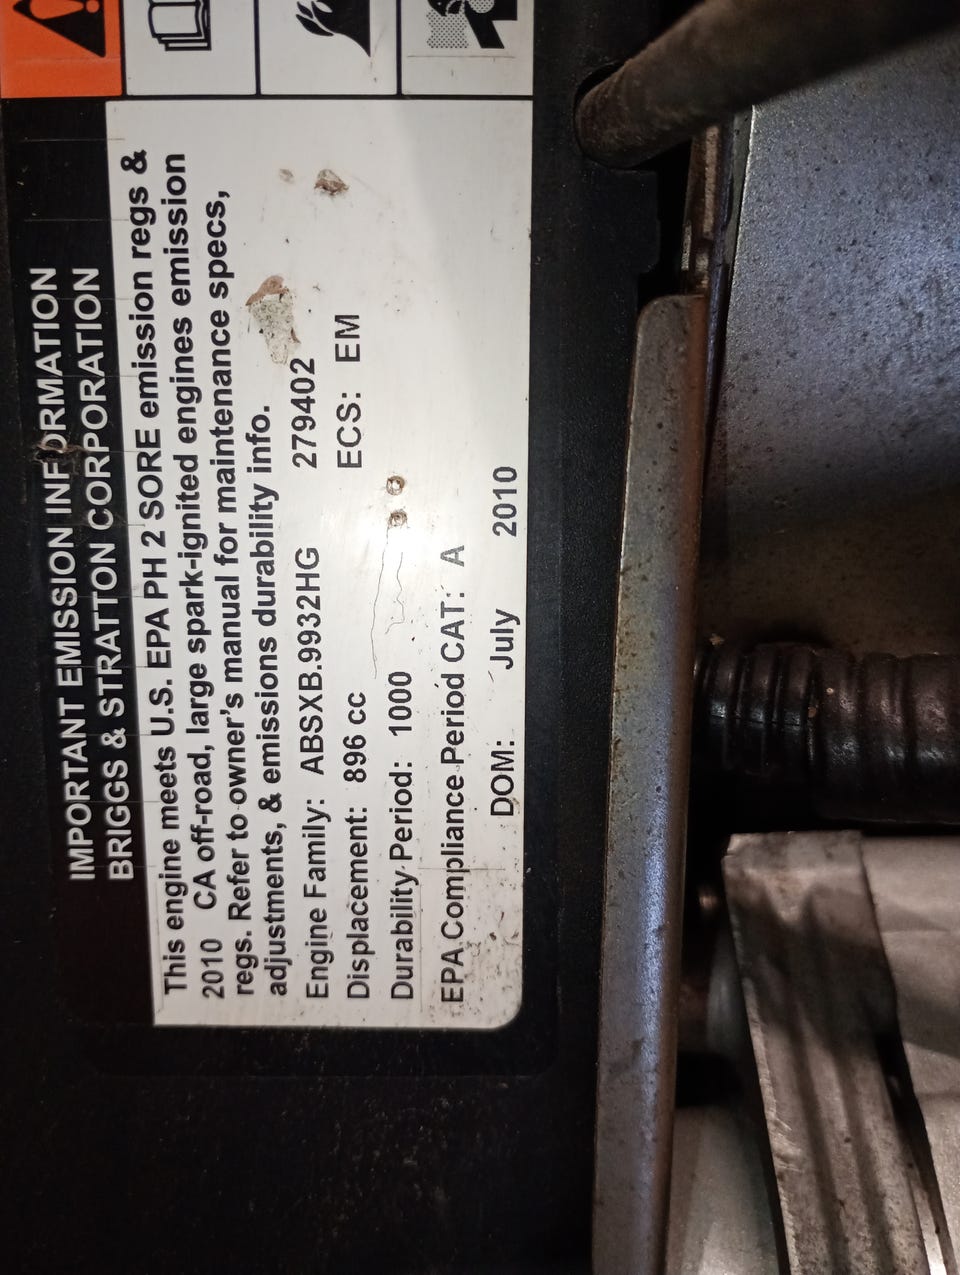 IMPORTANT EMISSION INFORMATION
BRIGGS & STRATTON CORPORATION
This engine meets U.S. EPA PH 2 SORE emission regs &
2010 CA off-road, large spark-ignited engines emission
regs. Refer to owner's manual for maintenance specs,
adjustments, & emissions durability info.
Engine Family: ABSXB.9932HG 279402
Displacement: 896 cc ECS: EM
Durability Period: 1000
EPA Compliance Period CAT: A
DOM: July 2010